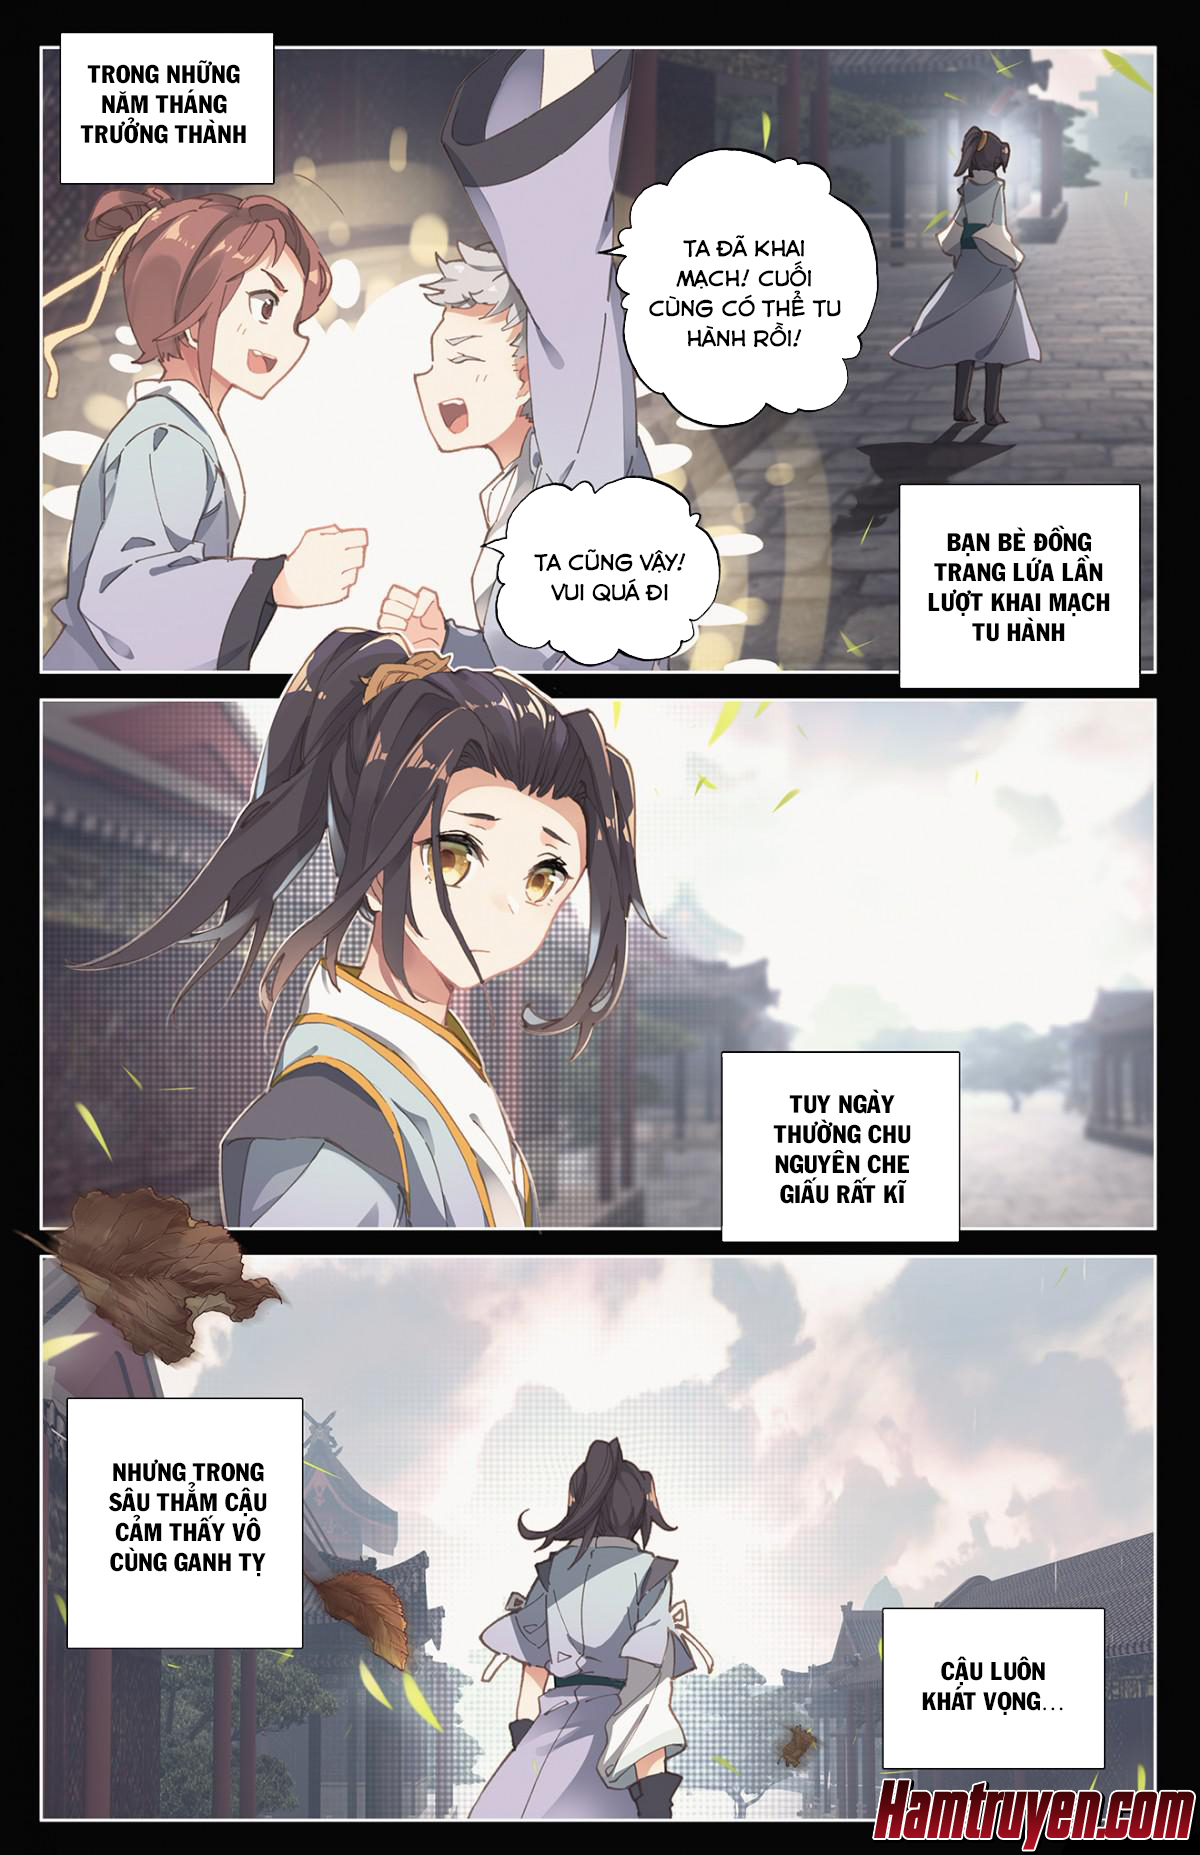 TRONG NHỮNG
NĂM THÁNG
TRƯỞNG THÀNH
TA ĐÃ KHAI
MẠCH! CUỐI
CÙNG CÓ THỂ TU
HÀNH RỒI!
TA CŨNG VẬY!
VUI QUÁ ĐI
BẠN BÈ ĐỒNG
TRANG LỨA LẦN
LƯỢT KHAI MẠCH
TU HÀNH
TUY NGÀY
THƯỜNG CHU
NGUYÊN CHE
GIẤU RẤT KĨ
NHƯNG TRONG
SÂU THẲM CẬU
CẢM THẤY VÔ
CÙNG GANH TỴ
CẬU LUÔN
KHÁT VỌNG...
Hamtruyen.com